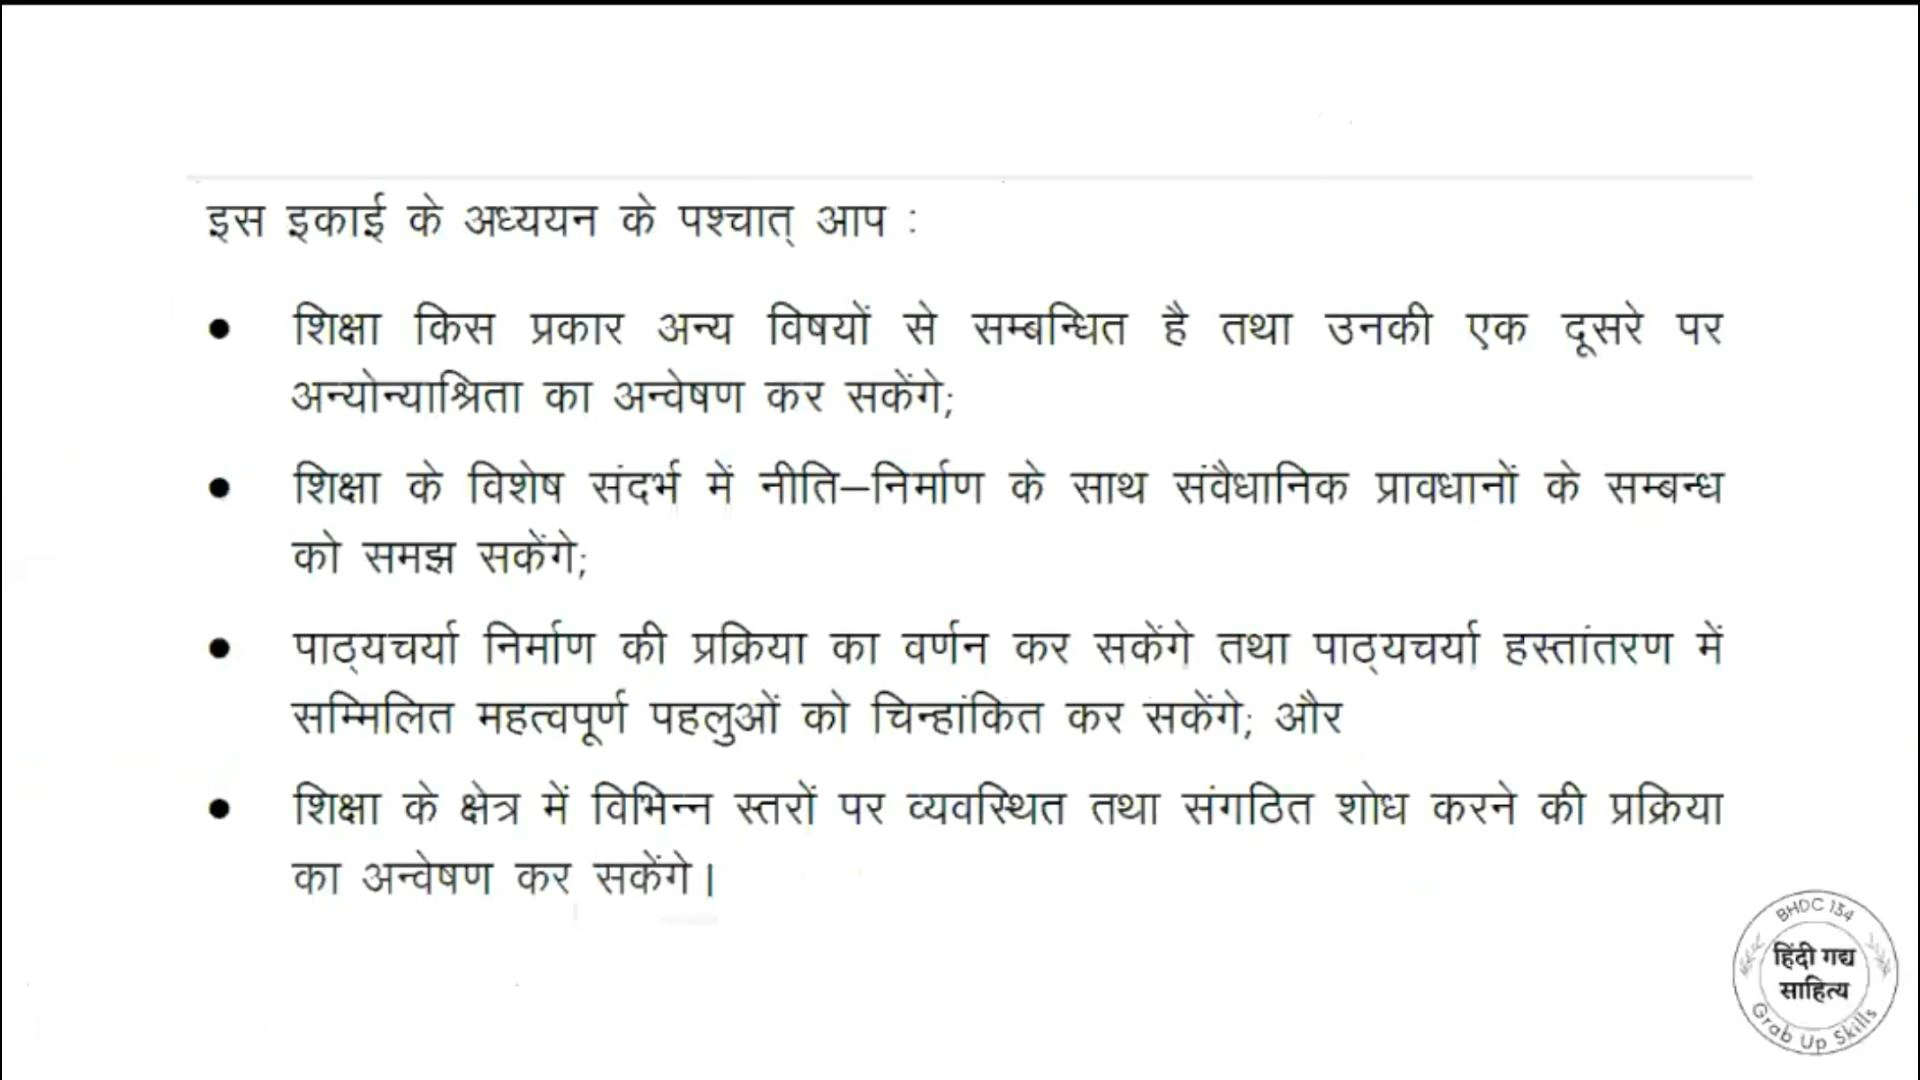 इस इकाई के अध्ययन के पश्चात् आप :
● शिक्षा किस प्रकार अन्य विषयों से सम्बन्धित है तथा उनकी एक दूसरे पर
अन्योन्याश्रिता का अन्वेषण कर सकेंगे;
● शिक्षा के विशेष संदर्भ में नीति–निर्माण के साथ संवैधानिक प्रावधानों के सम्बन्ध
को समझ सकेंगे;
● पाठ्यचर्या निर्माण की प्रक्रिया का वर्णन कर सकेंगे तथा पाठ्यचर्या हस्तांतरण में
सम्मिलित महत्वपूर्ण पहलुओं को चिन्हांकित कर सकेंगे; और
● शिक्षा के क्षेत्र में विभिन्न स्तरों पर व्यवस्थित तथा संगठित शोध करने की प्रक्रिया
का अन्वेषण कर सकेंगे।
BHDC 134
हिंदी गद्य
साहित्य
Grab Up Skills